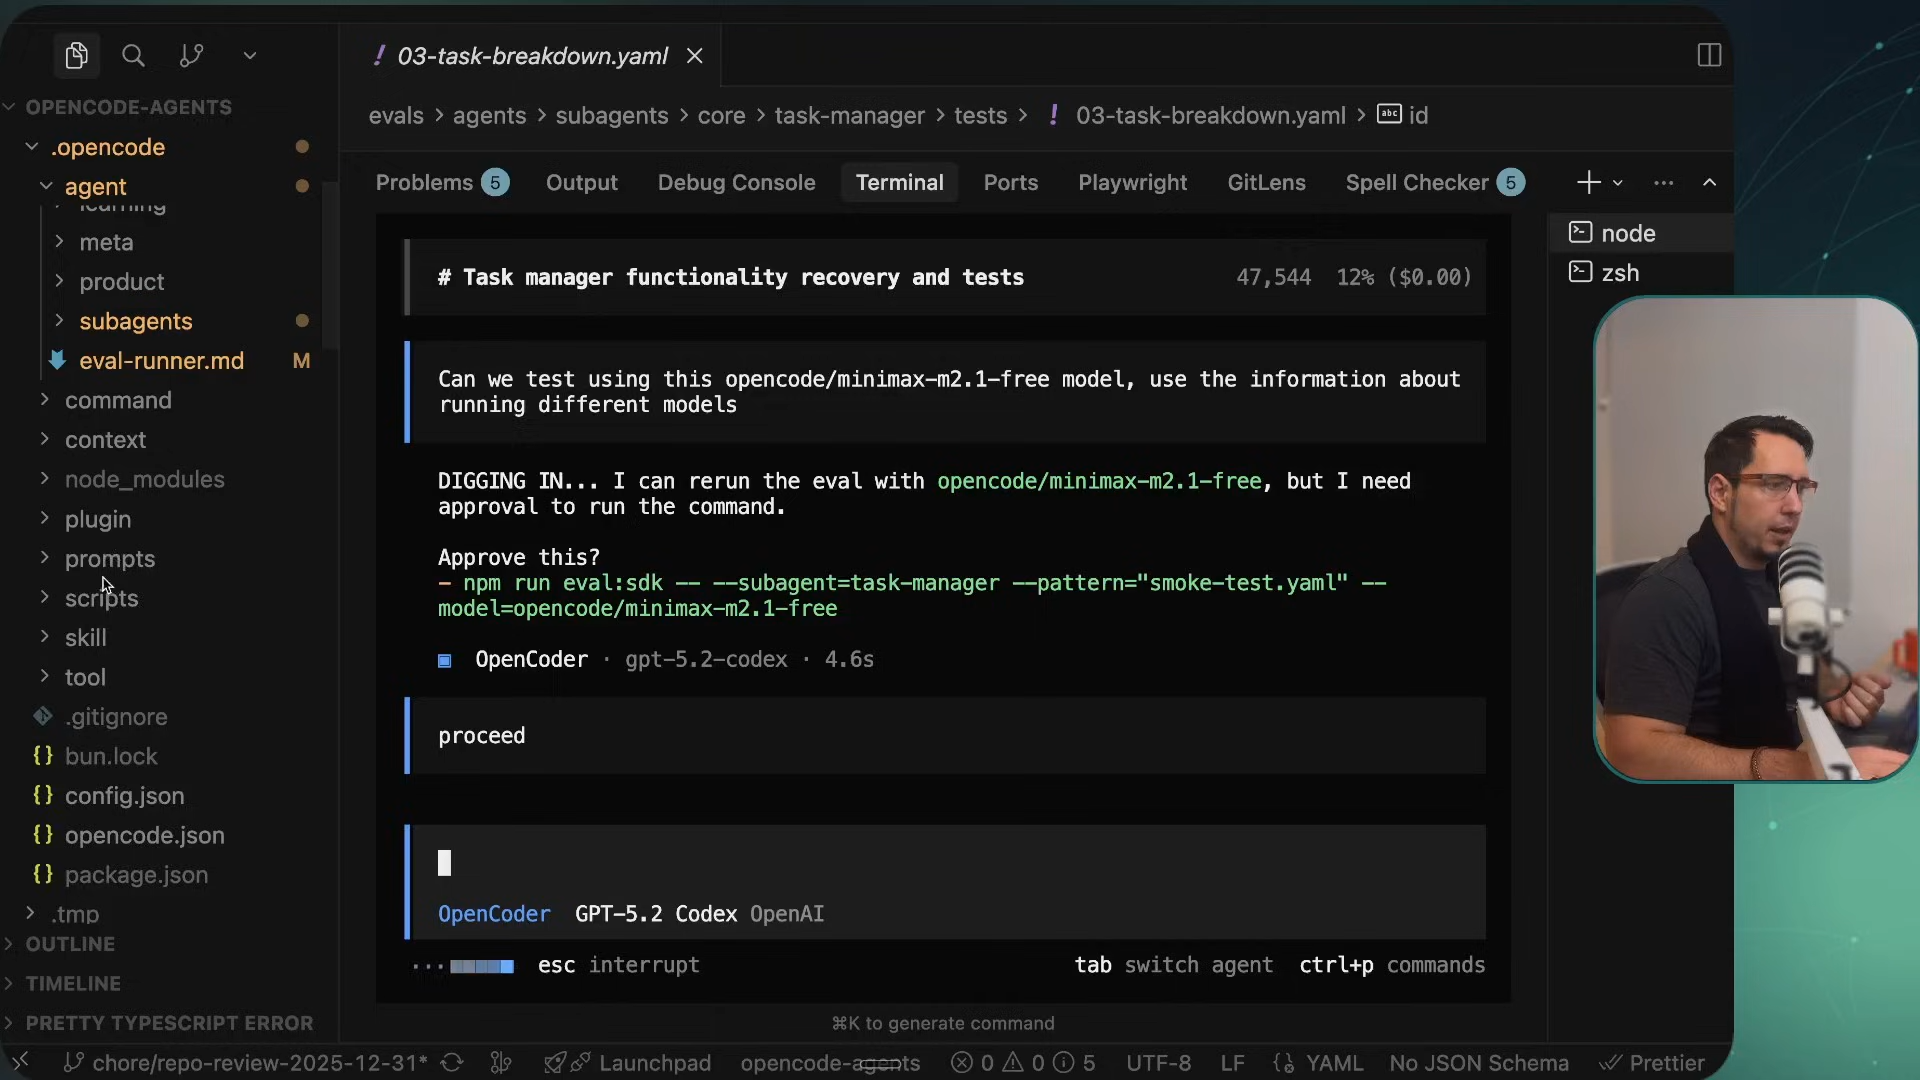 03-task-breakdown.yaml
OPENCODE-AGENTS
.opencode
agent
learning
meta
product
subagents
eval-runner.md M
command
context
node_modules
plugin
prompts
scripts
skill
tool
.gitignore
bun.lock
config.json
opencode.json
package.json
.tmp
OUTLINE
TIMELINE
PRETTY TYPESCRIPT ERROR
evals > agents > subagents > core > task-manager > tests > ! 03-task-breakdown.yaml > abc id
Problems 5 Output Debug Console Terminal Ports Playwright GitLens Spell Checker 5
# Task manager functionality recovery and tests 47,544 12% ($0.00)
Can we test using this opencode/minimax-m2.1-free model, use the information about
running different models
DIGGING IN... I can rerun the eval with opencode/minimax-m2.1-free, but I need
approval to run the command.
Approve this?
- npm run eval:sdk -- --subagent=task-manager --pattern="smoke-test.yaml" --
model=opencode/minimax-m2.1-free
OpenCoder · gpt-5.2-codex · 4.6s
proceed
OpenCoder GPT-5.2 Codex OpenAI
esc interrupt tab switch agent ctrl+p commands
⌘K to generate command
node
zsh
chore/repo-review-2025-12-31* Launchpad opencode-agents 0 0 5 UTF-8 LF YAML No JSON Schema Prettier